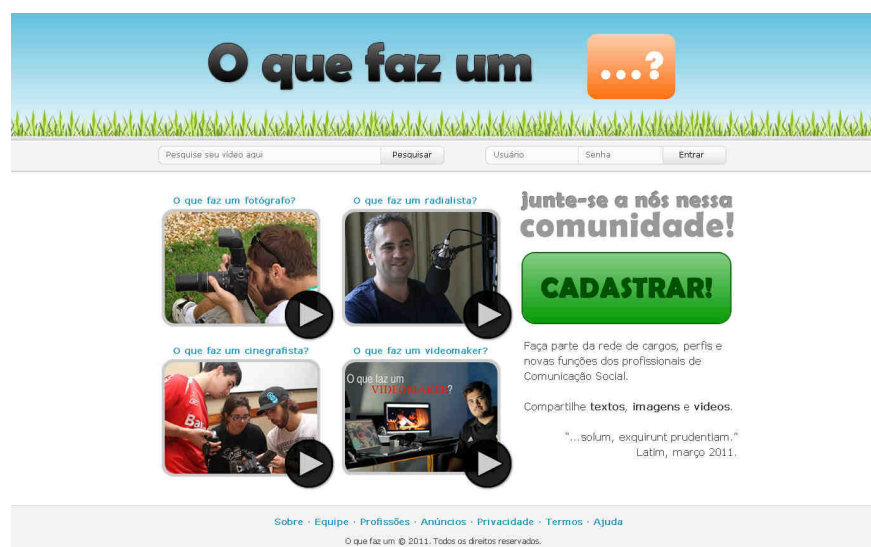 O que faz um ...?
Pesquise seu vídeo aqui Pesquisar Usuário Senha Entrar
O que faz um fotógrafo? O que faz um radialista?
junte-se a nós nessa
comunidade!
CADASTRAR!
O que faz um cinegrafista? O que faz um videomaker?
O que faz um
VIDEOMAKER?
Faça parte da rede de cargos, perfis e
novas funções dos profissionais de
Comunicação Social.
Compartilhe textos, imagens e videos.
"...solum, exquirunt prudentiam."
Latim, março 2011.
Sobre · Equipe · Profissões · Anúncios · Privacidade · Termos · Ajuda
O que faz um © 2011. Todos os direitos reservados.